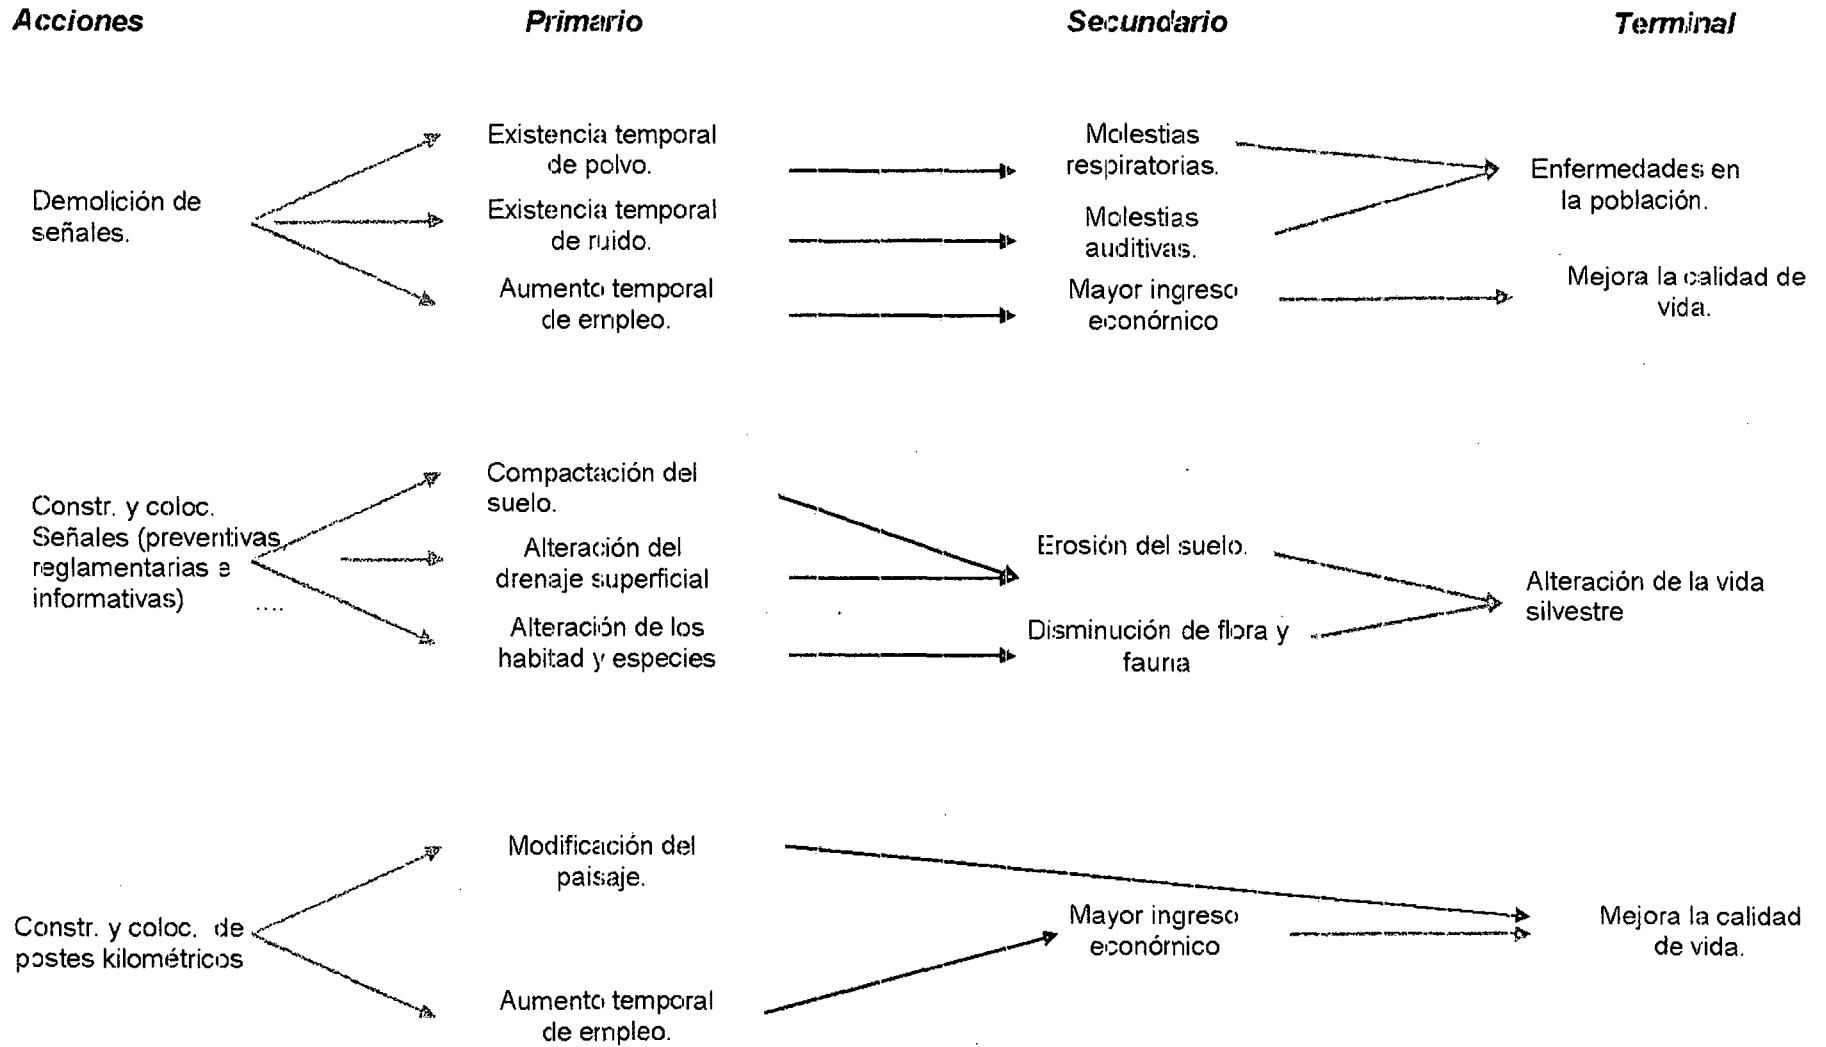 Acciones
Primario
Secundario
Terminal
Demolición de
señales.
Existencia temporal
de polvo.
Existencia temporal
de ruido.
Aumento temporal
de empleo.
Molestias
respiratorias.
Molestias
auditivas.
Mayor ingreso
económico
Enfermedades en
la población.
Mejora la calidad de
vida.
Constr. y coloc.
Señales (preventivas,
reglamentarias e
informativas)
....
Compactación del
suelo.
Alteración del
drenaje superficial
Alteración de los
habitad y especies
Erosión del suelo.
Disminución de flora y
fauna
Alteración de la vida
silvestre
Constr. y coloc. de
postes kilométricos
Modificación del
paisaje.
Aumento temporal
de empleo.
Mayor ingreso
económico
Mejora la calidad
de vida.